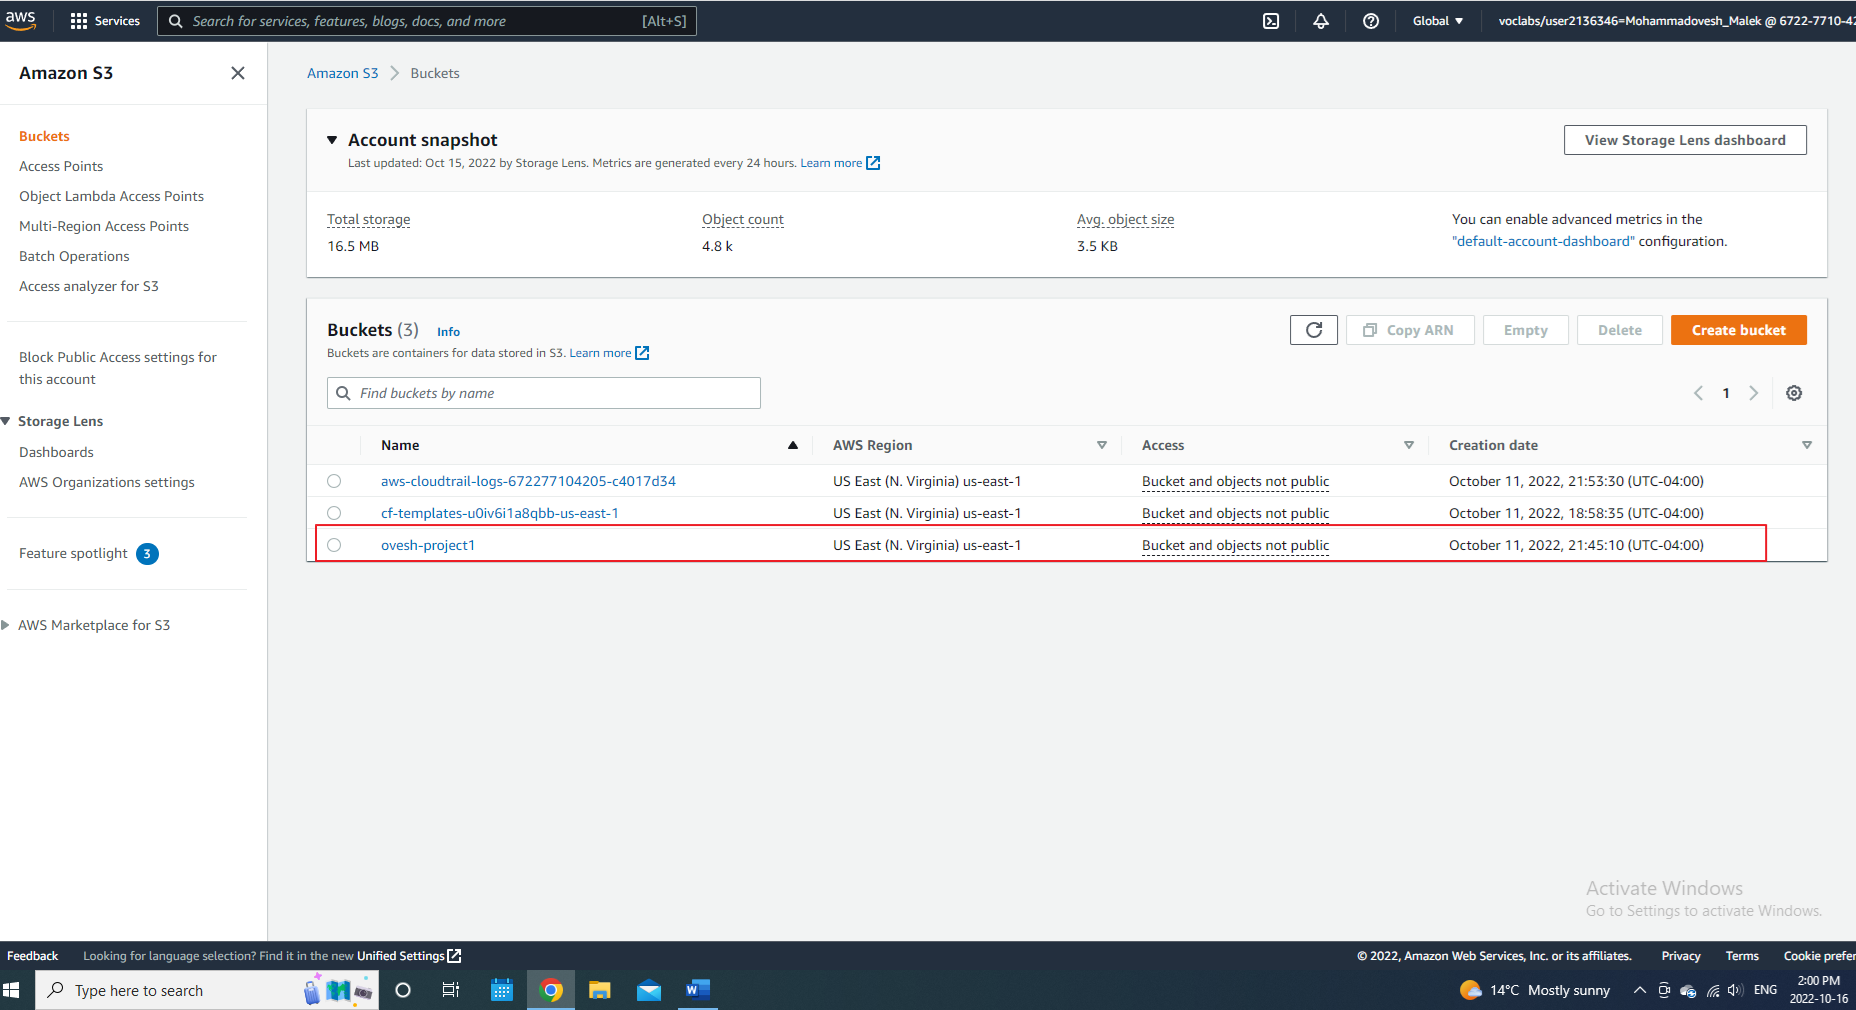 aws
Services
Search for services, features, blogs, docs, and more [Alt+S]
Global
voclabs/user2136346=Mohammadovesh_Malek @ 6722-7710-42
Amazon S3
Buckets
Access Points
Object Lambda Access Points
Multi-Region Access Points
Batch Operations
Access analyzer for S3
Block Public Access settings for
this account
Storage Lens
Dashboards
AWS Organizations settings
Feature spotlight 3
AWS Marketplace for S3
Amazon S3 Buckets
Account snapshot
Last updated: Oct 15, 2022 by Storage Lens. Metrics are generated every 24 hours. Learn more
View Storage Lens dashboard
Total storage
16.5 MB
Object count
4.8 k
Avg. object size
3.5 KB
You can enable advanced metrics in the
"default-account-dashboard" configuration.
Buckets (3) Info
Buckets are containers for data stored in S3. Learn more
Copy ARN
Empty
Delete
Create bucket
Find buckets by name
1
Name AWS Region Access Creation date
aws-cloudtrail-logs-672277104205-c4017d34 US East (N. Virginia) us-east-1 Bucket and objects not public October 11, 2022, 21:53:30 (UTC-04:00)
cf-templates-u0iv6i1a8qbb-us-east-1 US East (N. Virginia) us-east-1 Bucket and objects not public October 11, 2022, 18:58:35 (UTC-04:00)
ovesh-project1 US East (N. Virginia) us-east-1 Bucket and objects not public October 11, 2022, 21:45:10 (UTC-04:00)
Activate Windows
Go to Settings to activate Windows.
Feedback Looking for language selection? Find it in the new Unified Settings
© 2022, Amazon Web Services, Inc. or its affiliates. Privacy Terms Cookie prefer
Type here to search
W
14°C Mostly sunny
ENG
2:00 PM
2022-10-16